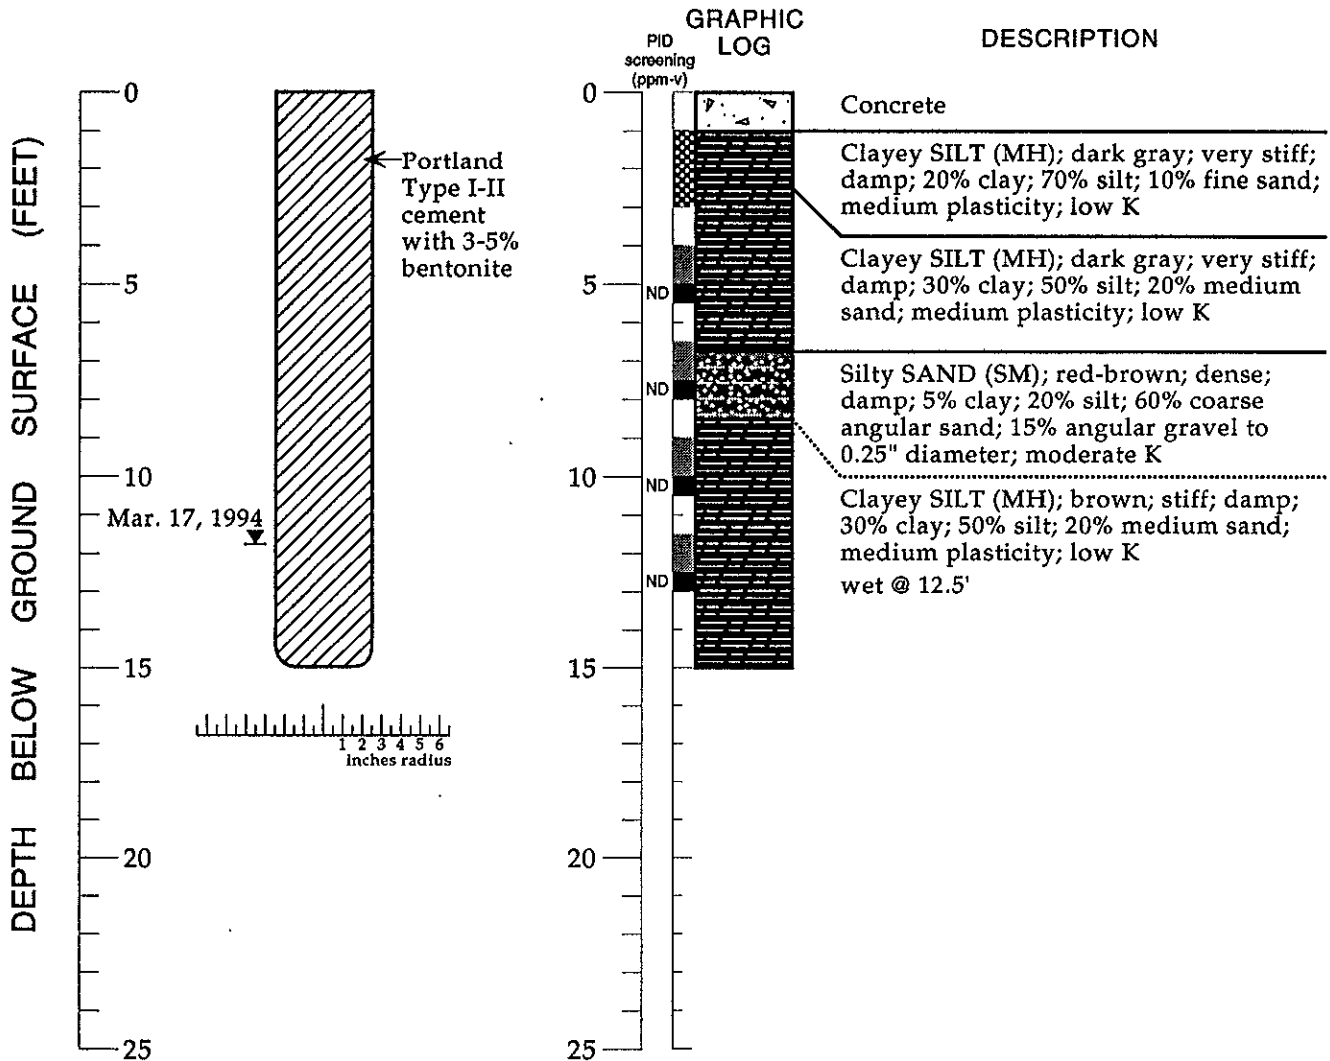 DEPTH BELOW GROUND SURFACE (FEET)
0
5
10
15
20
25
Portland
Type I-II
cement
with 3-5%
bentonite
Mar. 17, 1994
1 2 3 4 5 6
inches radius
PID
screening
(ppm-v)
GRAPHIC
LOG
DESCRIPTION
0
5
10
15
20
25
ND
ND
ND
ND
Concrete
Clayey SILT (MH); dark gray; very stiff;
damp; 20% clay; 70% silt; 10% fine sand;
medium plasticity; low K
Clayey SILT (MH); dark gray; very stiff;
damp; 30% clay; 50% silt; 20% medium
sand; medium plasticity; low K
Silty SAND (SM); red-brown; dense;
damp; 5% clay; 20% silt; 60% coarse
angular sand; 15% angular gravel to
0.25" diameter; moderate K
Clayey SILT (MH); brown; stiff; damp;
30% clay; 50% silt; 20% medium sand;
medium plasticity; low K
wet @ 12.5'